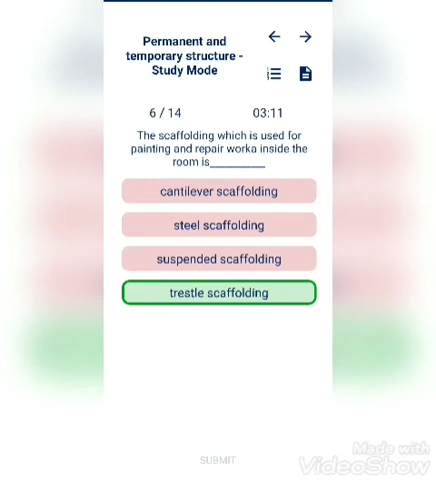 Permanent and
temporary structure -
Study Mode
6 / 14
03:11
The scaffolding which is used for
painting and repair worka inside the
room is__________
cantilever scaffolding
steel scaffolding
suspended scaffolding
trestle scaffolding
SUBMIT
Made with
VideoShow